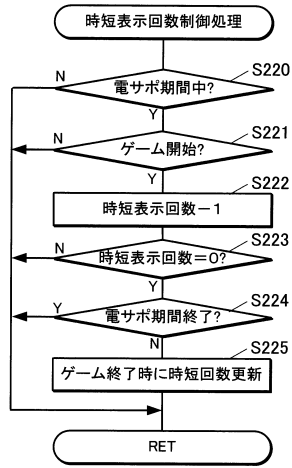 時短表示回数制御処理
S220
N
電サポ期間中?
Y
S221
N
ゲーム開始?
Y
S222
時短表示回数－1
S223
N
時短表示回数＝0?
Y
S224
Y
電サポ期間終了?
N
S225
ゲーム終了時に時短回数更新
RET